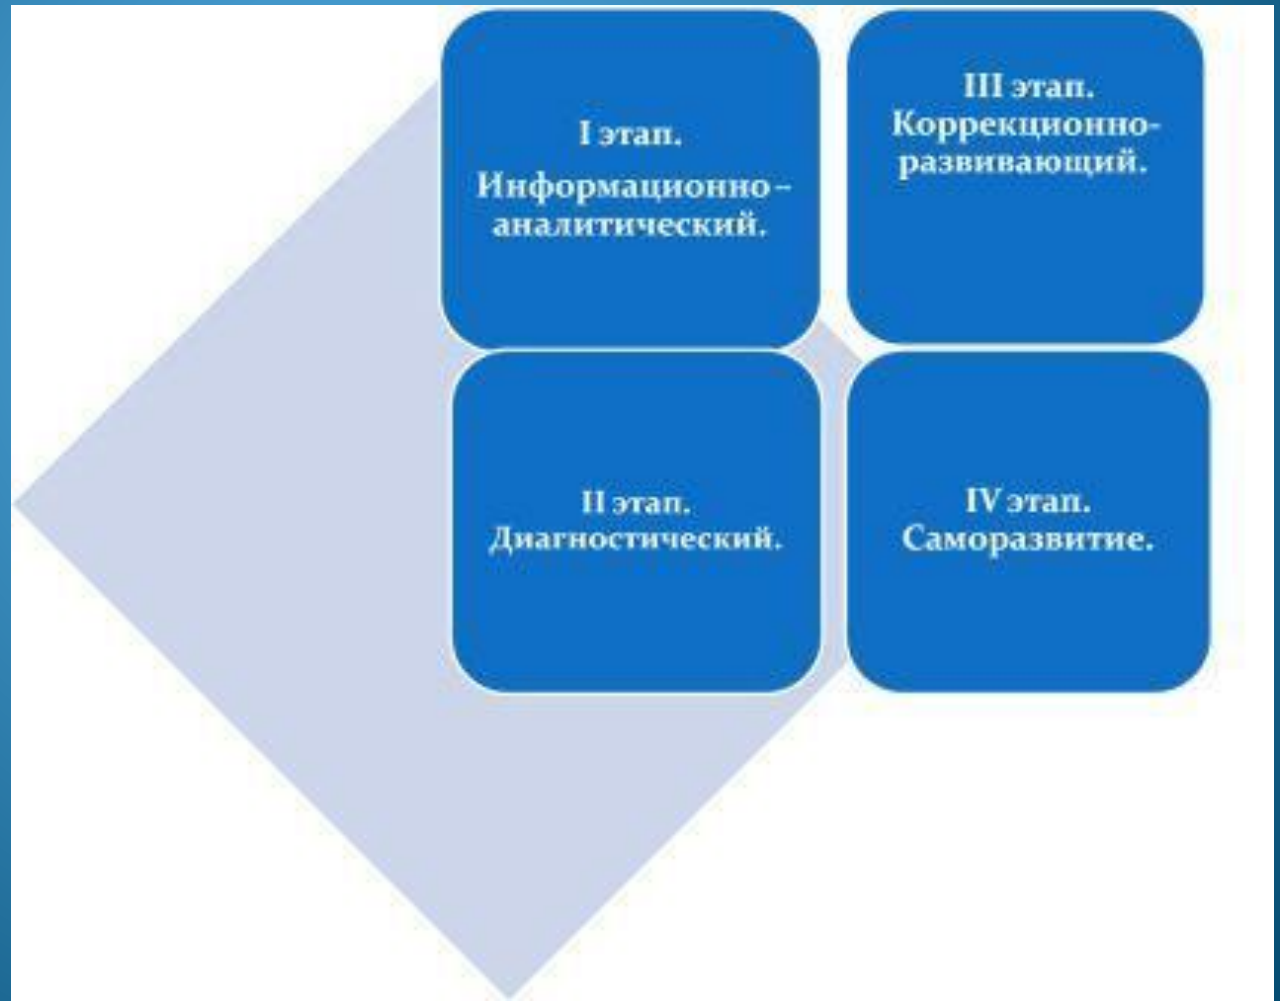 I этап.
Информационно–
аналитический.
II этап.
Диагностический.
III этап.
Коррекционно-
развивающий.
IV этап.
Саморазвитие.